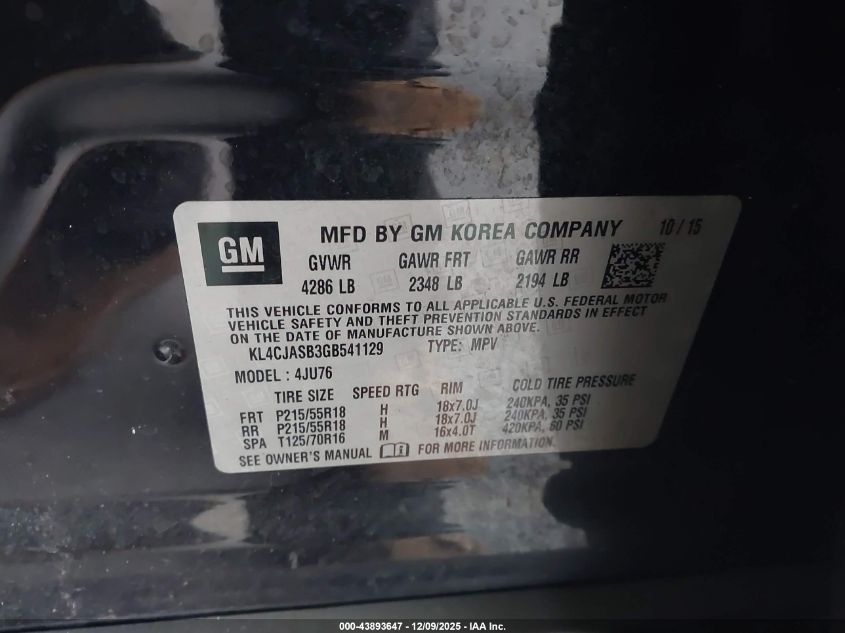 GM
MFD BY GM KOREA COMPANY 10/15
GVWR GAWR FRT GAWR RR
4286 LB 2348 LB 2194 LB
THIS VEHICLE CONFORMS TO ALL APPLICABLE U.S. FEDERAL MOTOR
VEHICLE SAFETY AND THEFT PREVENTION STANDARDS IN EFFECT
ON THE DATE OF MANUFACTURE SHOWN ABOVE.
KL4CJASB3GB541129 TYPE: MPV
MODEL : 4JU76
TIRE SIZE SPEED RTG RIM COLD TIRE PRESSURE
FRT P215/55R18 H 18x7.0J 240KPA, 35 PSI
RR P215/55R18 H 18x7.0J 240KPA, 35 PSI
SPA T125/70R16 M 16x4.0T 420KPA, 60 PSI
SEE OWNER'S MANUAL FOR MORE INFORMATION.
000-43893647 - 12/09/2025 - IAA Inc.